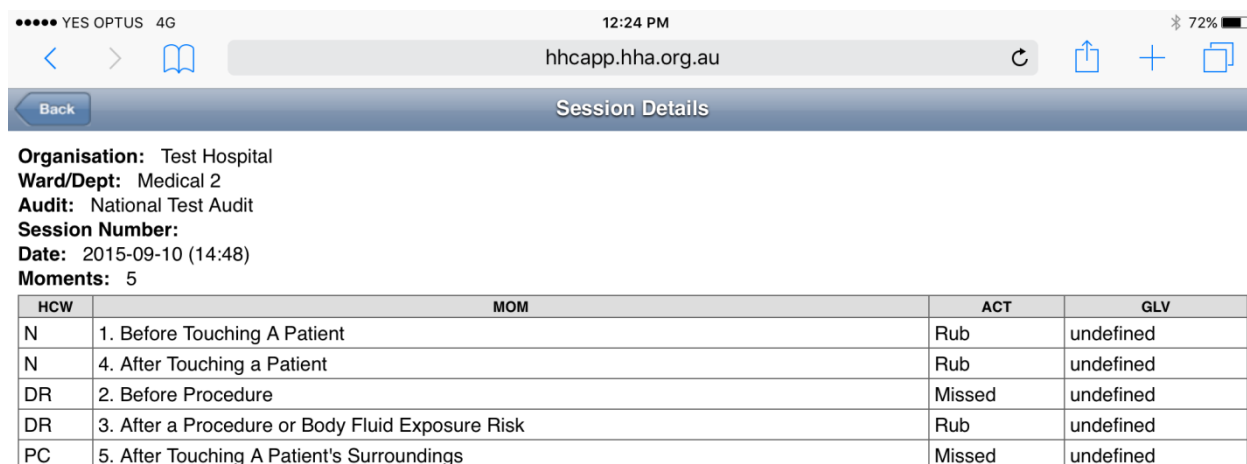 YES OPTUS 4G 12:24 PM 72%
hhcapp.hha.org.au
Back Session Details
Organisation: Test Hospital
Ward/Dept: Medical 2
Audit: National Test Audit
Session Number:
Date: 2015-09-10 (14:48)
Moments: 5
HCW MOM ACT GLV
N 1. Before Touching A Patient Rub undefined
N 4. After Touching a Patient Rub undefined
DR 2. Before Procedure Missed undefined
DR 3. After a Procedure or Body Fluid Exposure Risk Rub undefined
PC 5. After Touching A Patient's Surroundings Missed undefined